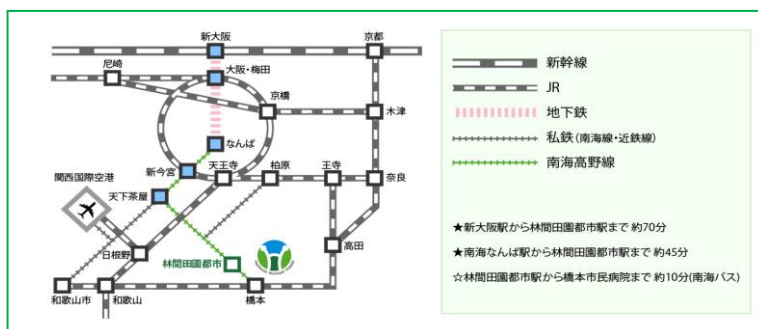 新大阪
京都
尼崎
大阪・梅田
京橋
木津
なんば
新今宮
天王寺
柏原
王寺
奈良
関西国際空港
天下茶屋
日根野
林間田園都市
高田
和歌山市
和歌山
橋本
新幹線
JR
地下鉄
私鉄(南海線・近鉄線)
南海高野線
★新大阪駅から林間田園都市駅まで 約70分
★南海なんば駅から林間田園都市駅まで 約45分
☆林間田園都市駅から橋本市民病院まで 約10分(南海バス)